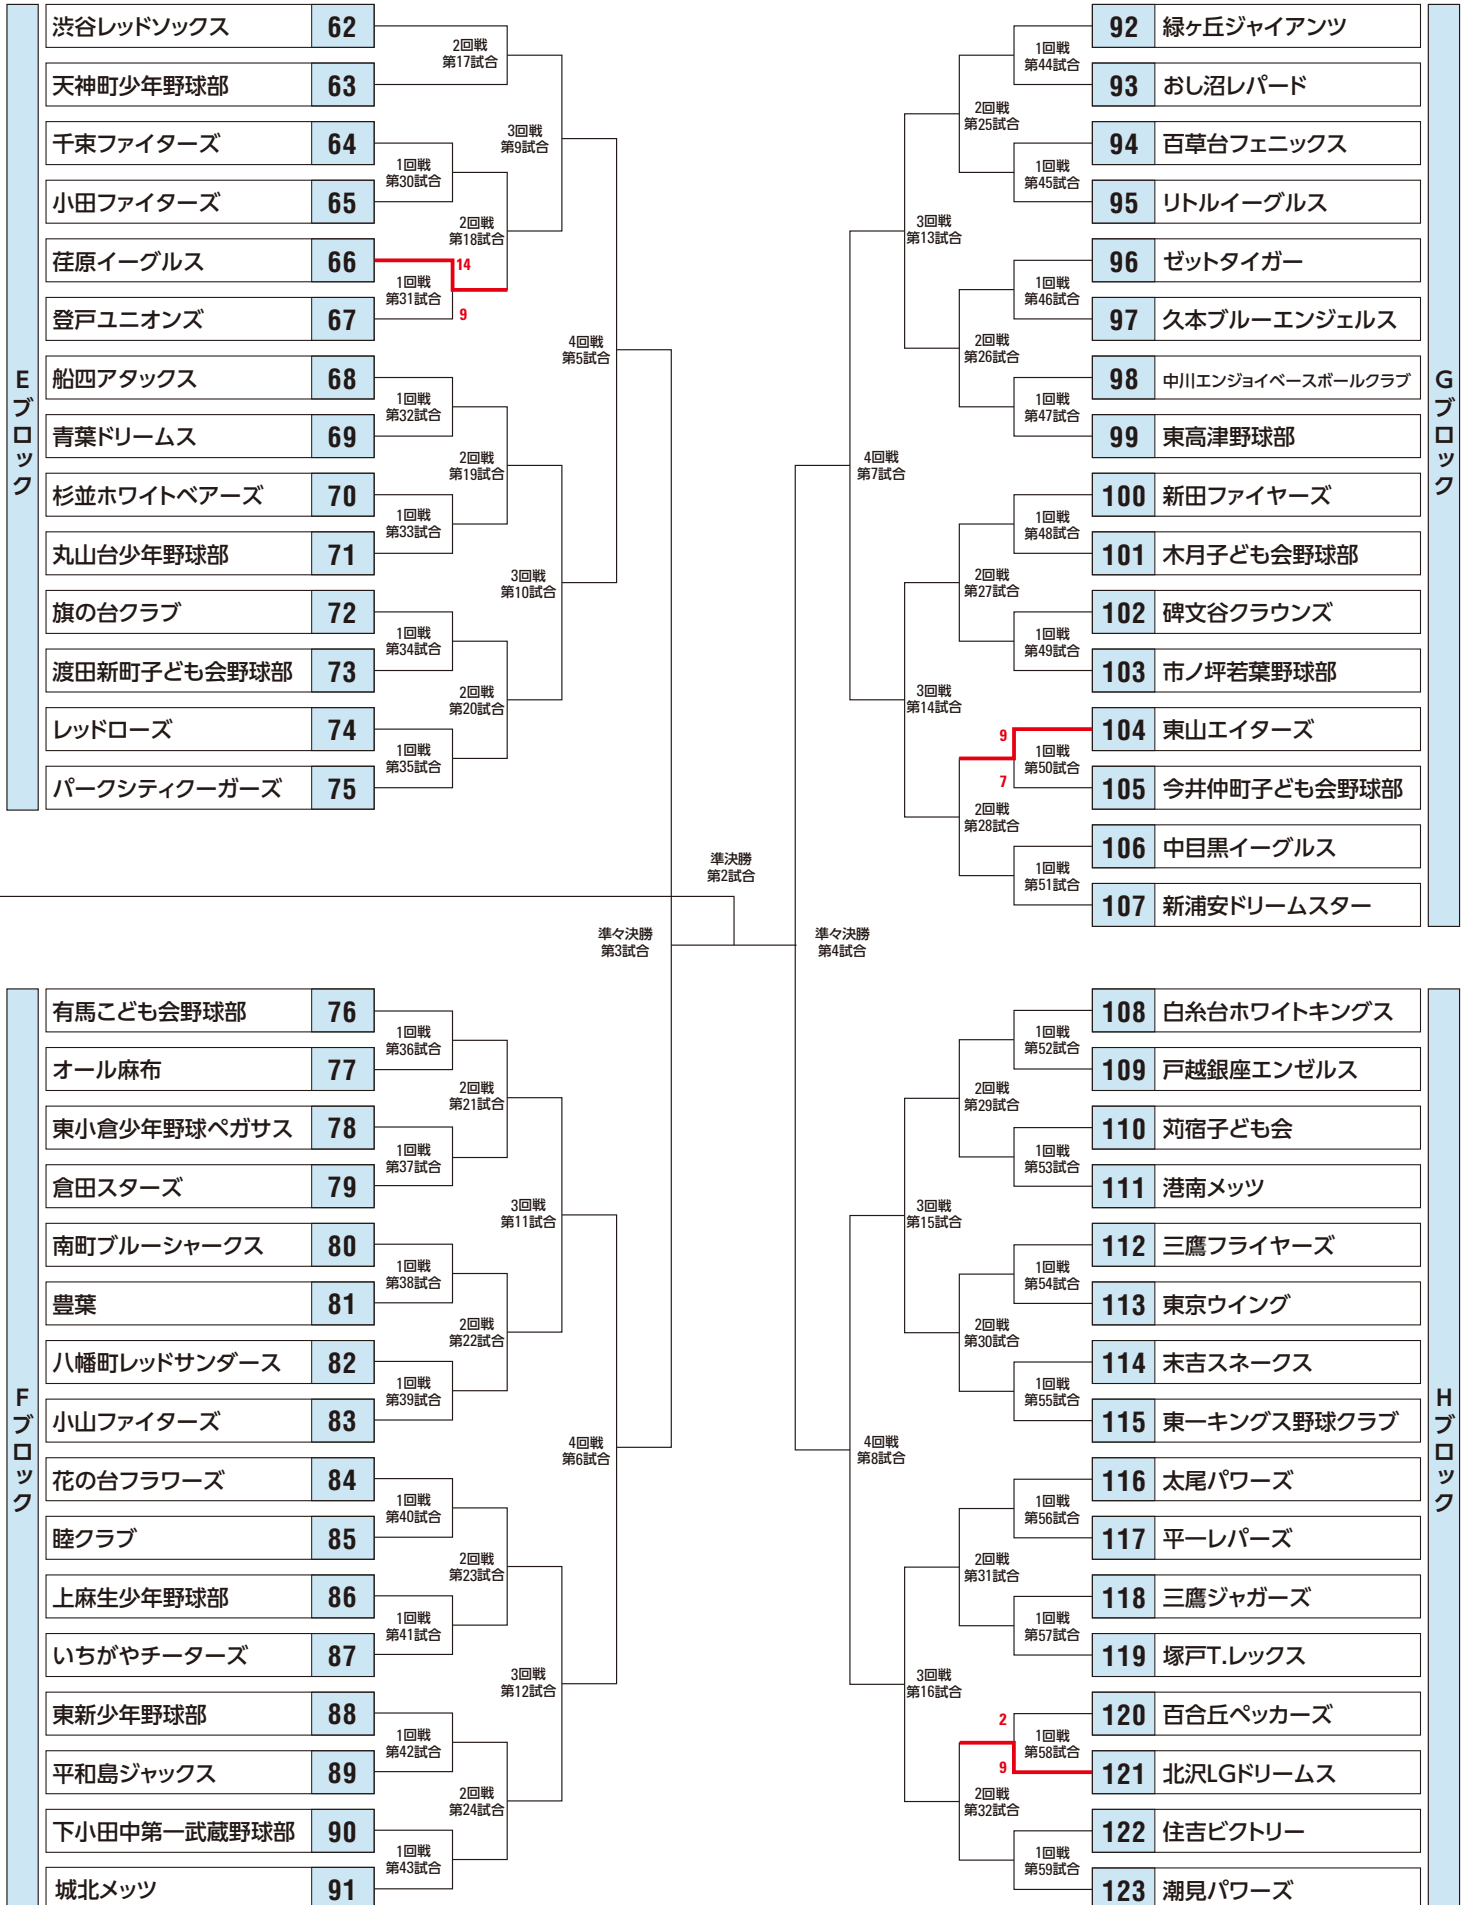 Eブロック
渋谷レッドソックス 62
天神町少年野球部 63
千束ファイターズ 64
小田ファイターズ 65
荏原イーグルス 66
登戸ユニオンズ 67
船四アタックス 68
青葉ドリームス 69
杉並ホワイトベアーズ 70
丸山台少年野球部 71
旗の台クラブ 72
渡田新町子ども会野球部 73
レッドローズ 74
パークシティクーガーズ 75
1回戦
第30試合
1回戦
第31試合
14
9
1回戦
第32試合
1回戦
第33試合
1回戦
第34試合
1回戦
第35試合
2回戦
第17試合
2回戦
第18試合
2回戦
第19試合
2回戦
第20試合
3回戦
第9試合
3回戦
第10試合
4回戦
第5試合
Fブロック
有馬こども会野球部 76
オール麻布 77
東小倉少年野球ペガサス 78
倉田スターズ 79
南町ブルーシャークス 80
豊葉 81
八幡町レッドサンダース 82
小山ファイターズ 83
花の台フラワーズ 84
睦クラブ 85
上麻生少年野球部 86
いちがやチーターズ 87
東新少年野球部 88
平和島ジャックス 89
下小田中第一武蔵野球部 90
城北メッツ 91
1回戦
第36試合
1回戦
第37試合
1回戦
第38試合
1回戦
第39試合
1回戦
第40試合
1回戦
第41試合
1回戦
第42試合
1回戦
第43試合
2回戦
第21試合
2回戦
第22試合
2回戦
第23試合
2回戦
第24試合
3回戦
第11試合
3回戦
第12試合
4回戦
第6試合
準々決勝
第3試合
準決勝
第2試合
準々決勝
第4試合
Gブロック
92 緑ヶ丘ジャイアンツ
93 おし沼レパード
94 百草台フェニックス
95 リトルイーグルス
96 ゼットタイガー
97 久本ブルーエンジェルス
98 中川エンジョイベースボールクラブ
99 東高津野球部
100 新田ファイヤーズ
101 木月子ども会野球部
102 碑文谷クラウンズ
103 市ノ坪若葉野球部
104 東山エイターズ
105 今井仲町子ども会野球部
106 中目黒イーグルス
107 新浦安ドリームスター
1回戦
第44試合
1回戦
第45試合
1回戦
第46試合
1回戦
第47試合
1回戦
第48試合
1回戦
第49試合
9
1回戦
第50試合
7
1回戦
第51試合
2回戦
第25試合
2回戦
第26試合
2回戦
第27試合
2回戦
第28試合
3回戦
第13試合
3回戦
第14試合
4回戦
第7試合
Hブロック
108 白糸台ホワイトキングス
109 戸越銀座エンゼルス
110 苅宿子ども会
111 港南メッツ
112 三鷹フライヤーズ
113 東京ウイング
114 末吉スネークス
115 東一キングス野球クラブ
116 太尾パワーズ
117 平一レパーズ
118 三鷹ジャガーズ
119 塚戸T.レックス
120 百合丘ペッカーズ
121 北沢LGドリームス
122 住吉ビクトリー
123 潮見パワーズ
1回戦
第52試合
1回戦
第53試合
1回戦
第54試合
1回戦
第55試合
1回戦
第56試合
1回戦
第57試合
2
1回戦
第58試合
9
1回戦
第59試合
2回戦
第29試合
2回戦
第30試合
2回戦
第31試合
2回戦
第32試合
3回戦
第15試合
3回戦
第16試合
4回戦
第8試合